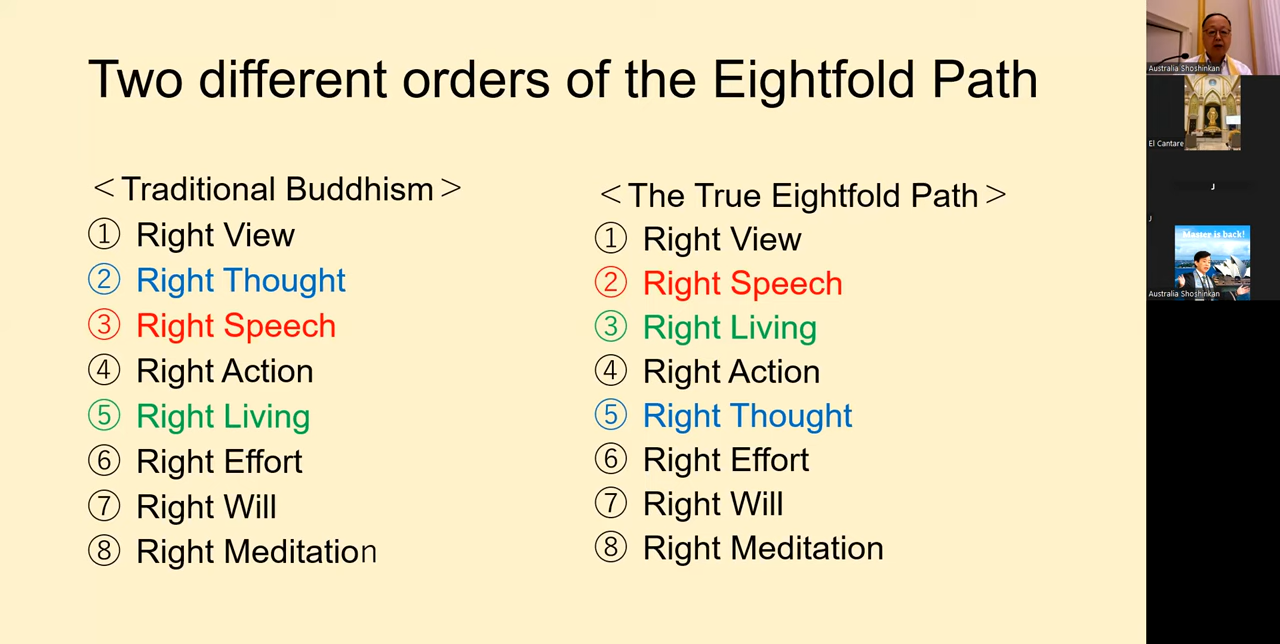 Two different orders of the Eightfold Path
＜Traditional Buddhism＞
① Right View
② Right Thought
③ Right Speech
④ Right Action
⑤ Right Living
⑥ Right Effort
⑦ Right Will
⑧ Right Meditation
＜The True Eightfold Path＞
① Right View
② Right Speech
③ Right Living
④ Right Action
⑤ Right Thought
⑥ Right Effort
⑦ Right Will
⑧ Right Meditation
Australia Shoshinkan
El Cantare
J
J
Master is back!
Australia Shoshinkan